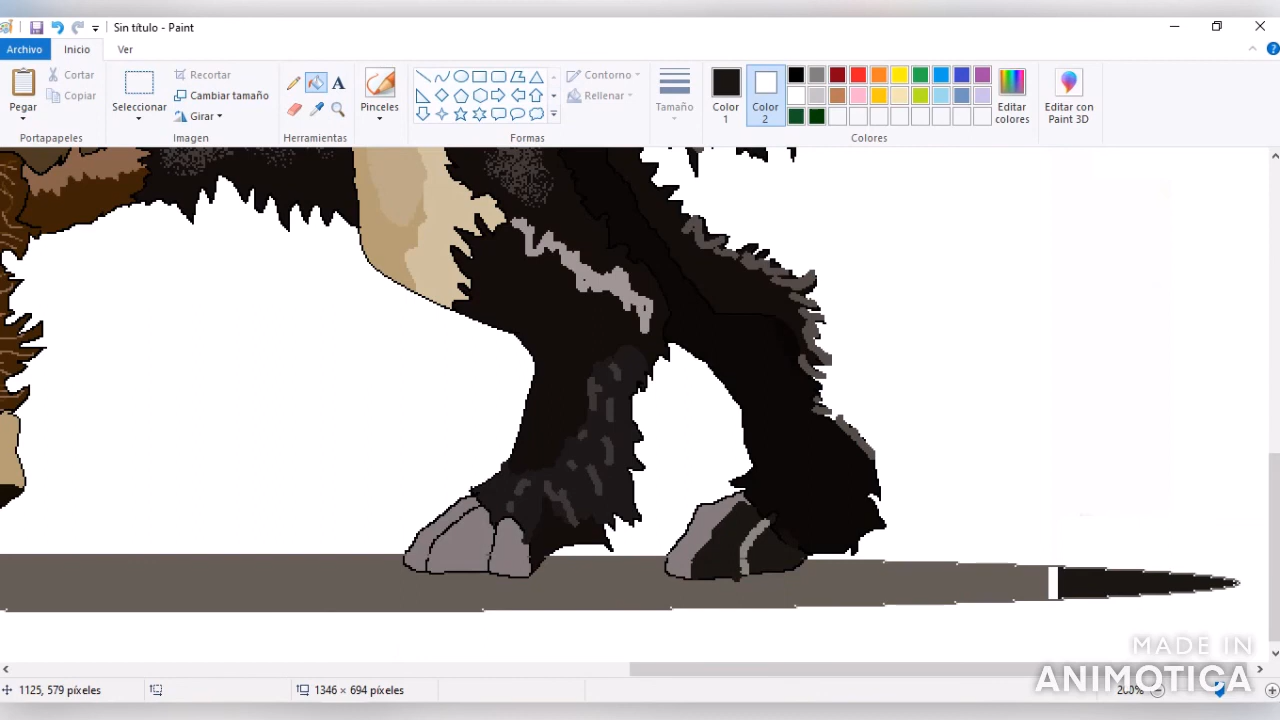 Sin título - Paint
Archivo
Inicio
Ver
Pegar
Cortar
Copiar
Portapapeles
Seleccionar
Recortar
Cambiar tamaño
Girar
Imagen
A
Herramientas
Pinceles
Contorno
Rellenar
Formas
Tamaño
Color
1
Color
2
Editar
colores
Colores
Editar con
Paint 3D
MADE IN
ANIMOTICA
1125, 579 píxeles
1346 × 694 píxeles
200%